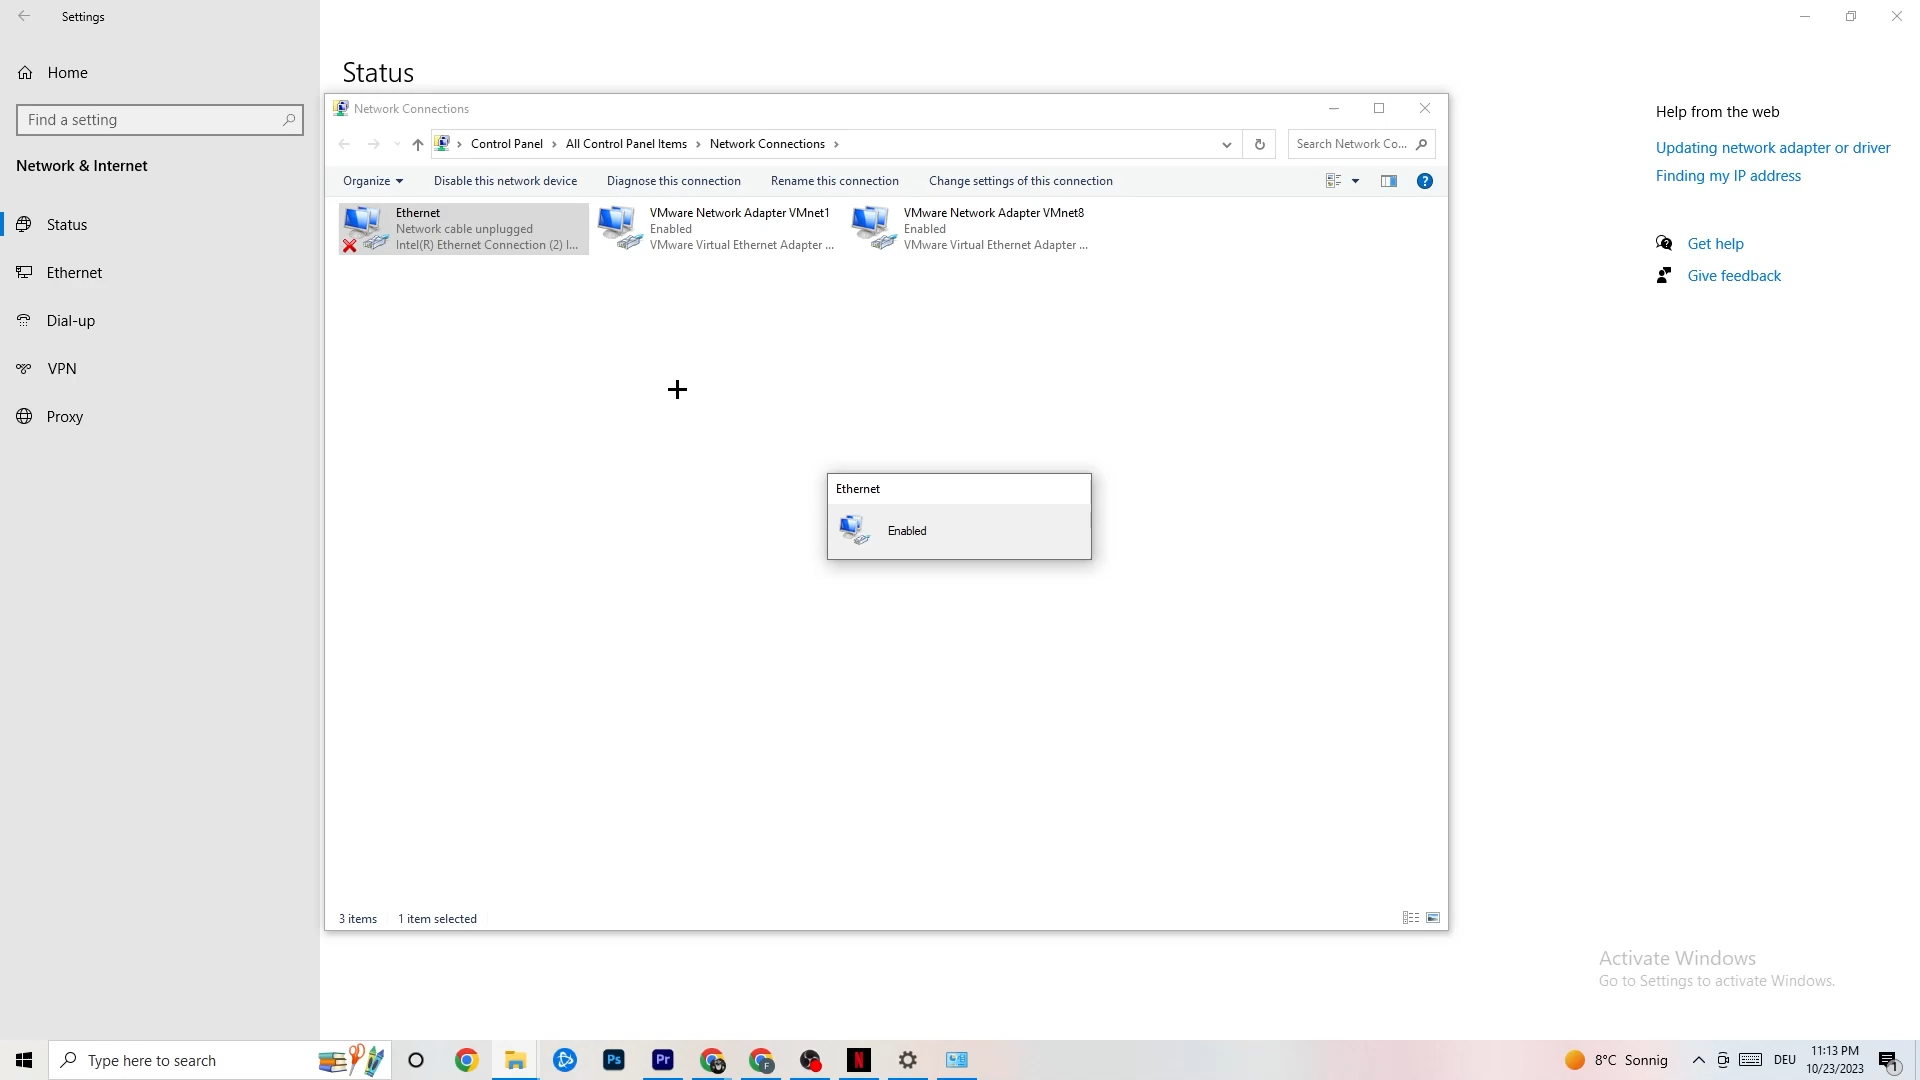 Settings
Home
Find a setting
Network & Internet
Status
Ethernet
Dial-up
VPN
Proxy
Status
Network Connections
Control Panel > All Control Panel Items > Network Connections >
Search Network Co...
Organize
Disable this network device
Diagnose this connection
Rename this connection
Change settings of this connection
Ethernet
Network cable unplugged
Intel(R) Ethernet Connection (2) I...
VMware Network Adapter VMnet1
Enabled
VMware Virtual Ethernet Adapter ...
VMware Network Adapter VMnet8
Enabled
VMware Virtual Ethernet Adapter ...
Ethernet
Enabled
3 items
1 item selected
Help from the web
Updating network adapter or driver
Finding my IP address
Get help
Give feedback
Activate Windows
Go to Settings to activate Windows.
Type here to search
Ps
Pr
F
N
8°C Sonnig
DEU
11:13 PM
10/23/2023
1